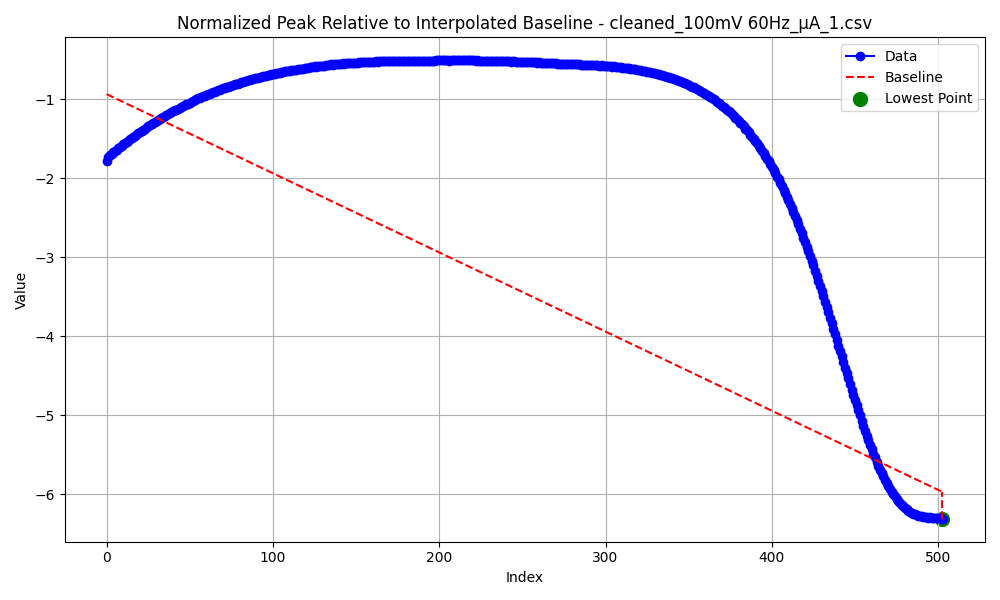 Normalized Peak Relative to Interpolated Baseline - cleaned_100mV 60Hz_µA_1.csv
Data
Baseline
Lowest Point
Value
−1
−2
−3
−4
−5
−6
0
100
200
300
400
500
Index